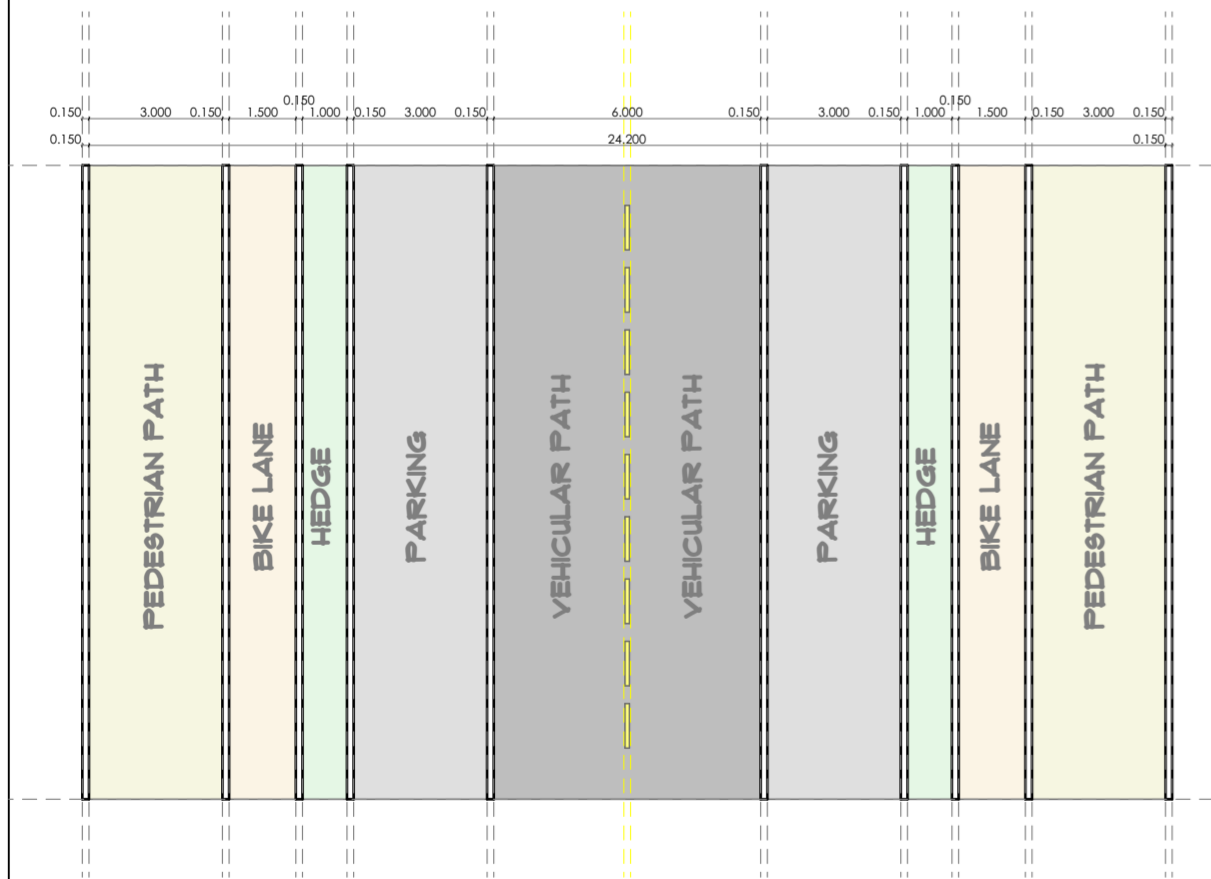 0.150 0.150
0.150 3.000 0.150 1.500 1.000 0.150 3.000 0.150 6.000 0.150 3.000 0.150 1.000 1.500 0.150 3.000 0.150
0.150 24.200 0.150
PEDESTRIAN PATH
BIKE LANE
HEDGE
PARKING
VEHICULAR PATH
VEHICULAR PATH
PARKING
HEDGE
BIKE LANE
PEDESTRIAN PATH